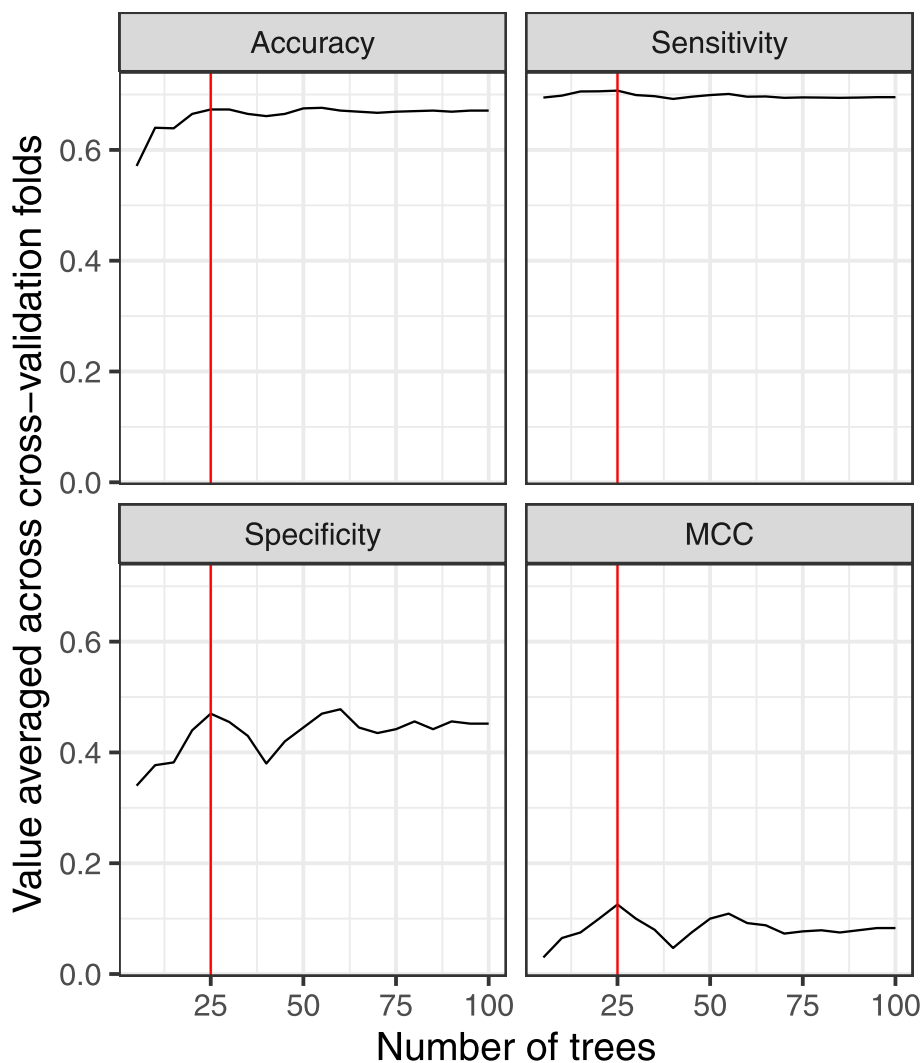 Value averaged across cross−validation folds
Accuracy
Sensitivity
0.6
0.4
0.2
0.0
Specificity
MCC
0.6
0.4
0.2
0.0
25 50 75 100 25 50 75 100
Number of trees